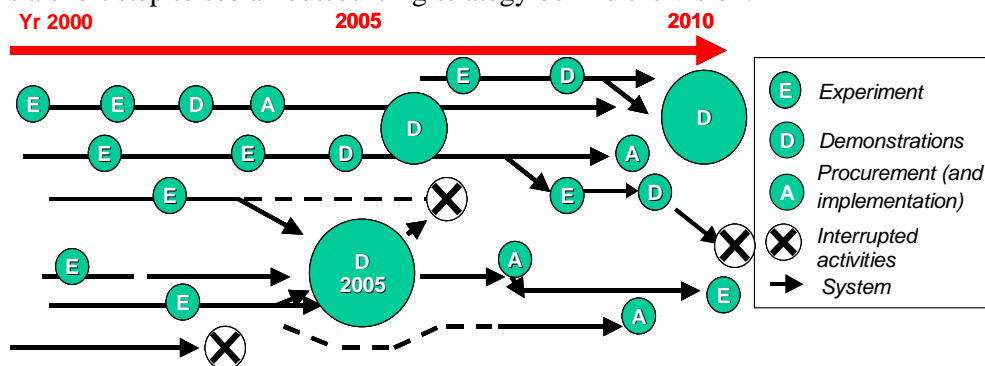 Yr 2000 2005 2010
E D
E E D A
D
D
E E D
A
E
E D
E
D
2005
A
E
E
A
E Experiment
D Demonstrations
A Procurement (and
implementation)
Interrupted
activities
System